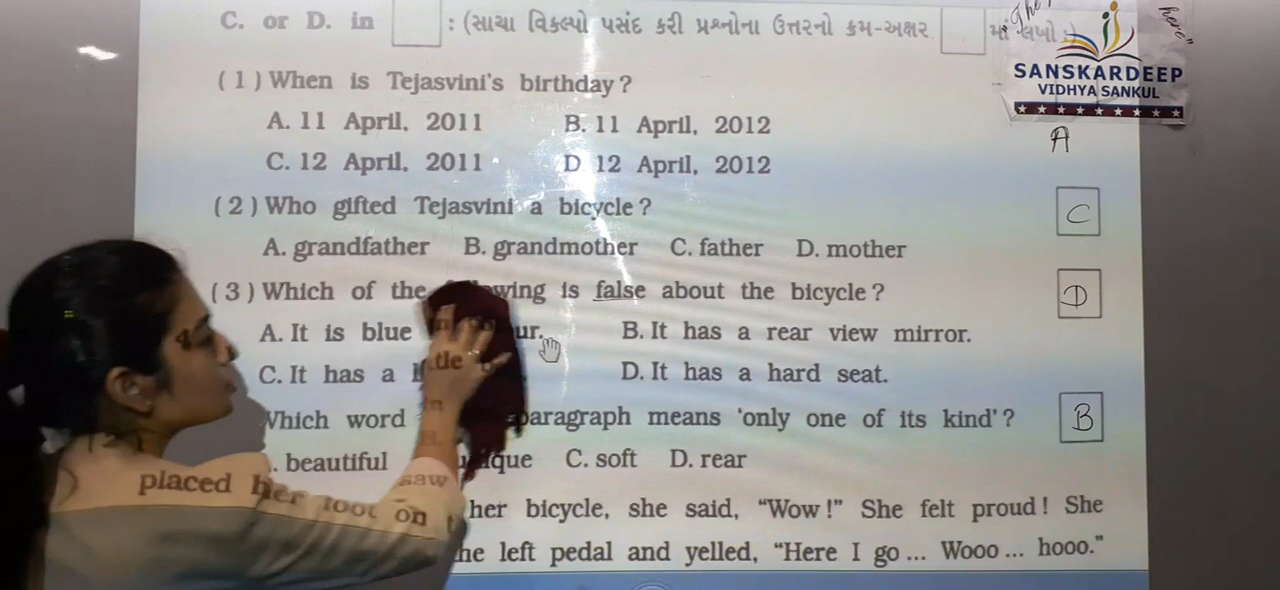 C. or D. in : (સાચા વિકલ્પો પસંદ કરી પ્રશ્નોના ઉત્તરનો ક્રમ-અક્ષર માં લખો :)
"The
here"
SANSKARDEEP
VIDHYA SANKUL
(1) When is Tejasvini's birthday?
A. 11 April, 2011 B. 11 April, 2012
A
C. 12 April, 2011 D 12 April, 2012
(2) Who gifted Tejasvini a bicycle?
C
A. grandfather B. grandmother C. father D. mother
(3) Which of the wing is false about the bicycle?
D
A. It is blue ur. B. It has a rear view mirror.
C. It has a D. It has a hard seat.
Which word paragraph means 'only one of its kind'?
B
. beautiful ique C. soft D. rear
saw her bicycle, she said, "Wow!" She felt proud! She
placed her foot on the left pedal and yelled, "Here I go ... Wooo ... hooo."